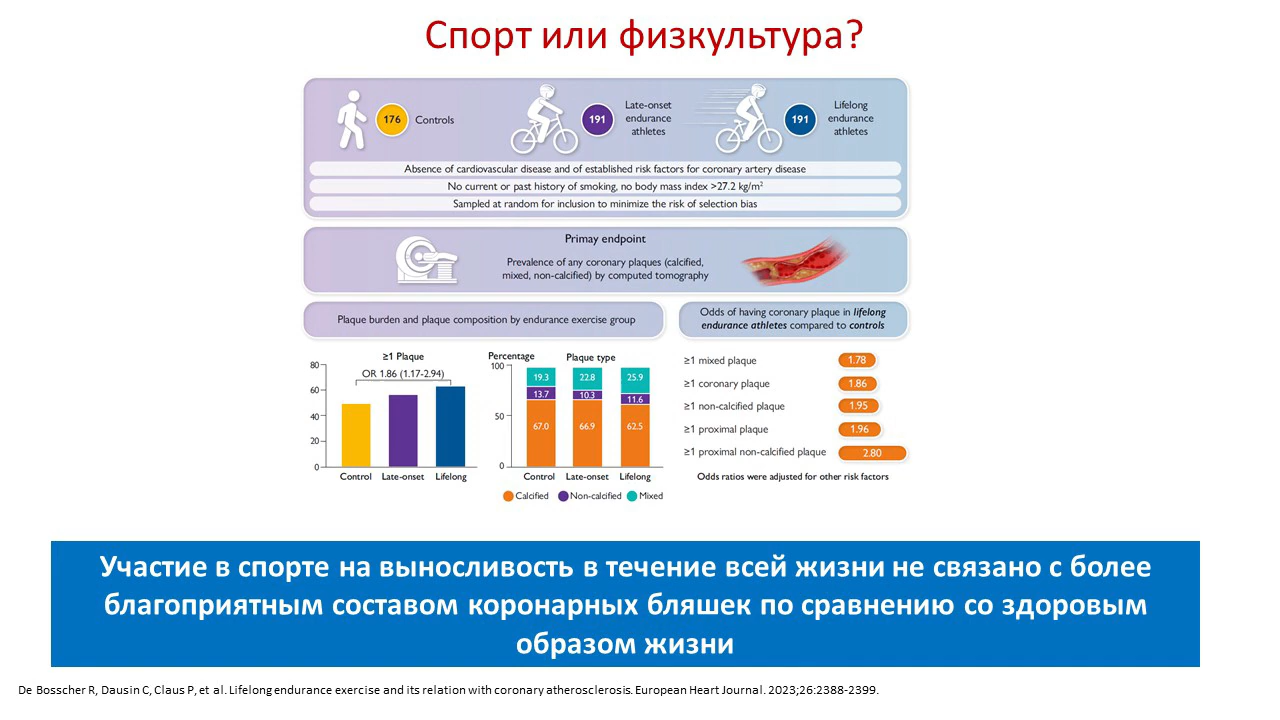 Спорт или физкультура?
176
Controls
191
Late-onset
endurance
athletes
191
Lifelong
endurance
athletes
Absence of cardiovascular disease and of established risk factors for coronary artery disease
No current or past history of smoking, no body mass index >27.2 kg/m²
Sampled at random for inclusion to minimize the risk of selection bias
Primay endpoint
Prevalence of any coronary plaques (calcified,
mixed, non-calcified) by computed tomography
Plaque burden and plaque composition by endurance exercise group
Odds of having coronary plaque in lifelong
endurance athletes compared to controls
≥1 Plaque
OR 1.86 (1.17-2.94)
80
60
40
20
0
Control
Late-onset
Lifelong
Percentage
Plaque type
100
50
0
19.3
13.7
67.0
22.8
10.3
66.9
25.9
11.6
62.5
Control
Late-onset
Lifelong
Calcified
Non-calcified
Mixed
≥1 mixed plaque 1.78
≥1 coronary plaque 1.86
≥1 non-calcified plaque 1.95
≥1 proximal plaque 1.96
≥1 proximal non-calcified plaque 2.80
Odds ratios were adjusted for other risk factors
Участие в спорте на выносливость в течение всей жизни не связано с более
благоприятным составом коронарных бляшек по сравнению со здоровым
образом жизни
De Bosscher R, Dausin C, Claus P, et al. Lifelong endurance exercise and its relation with coronary atherosclerosis. European Heart Journal. 2023;26:2388-2399.